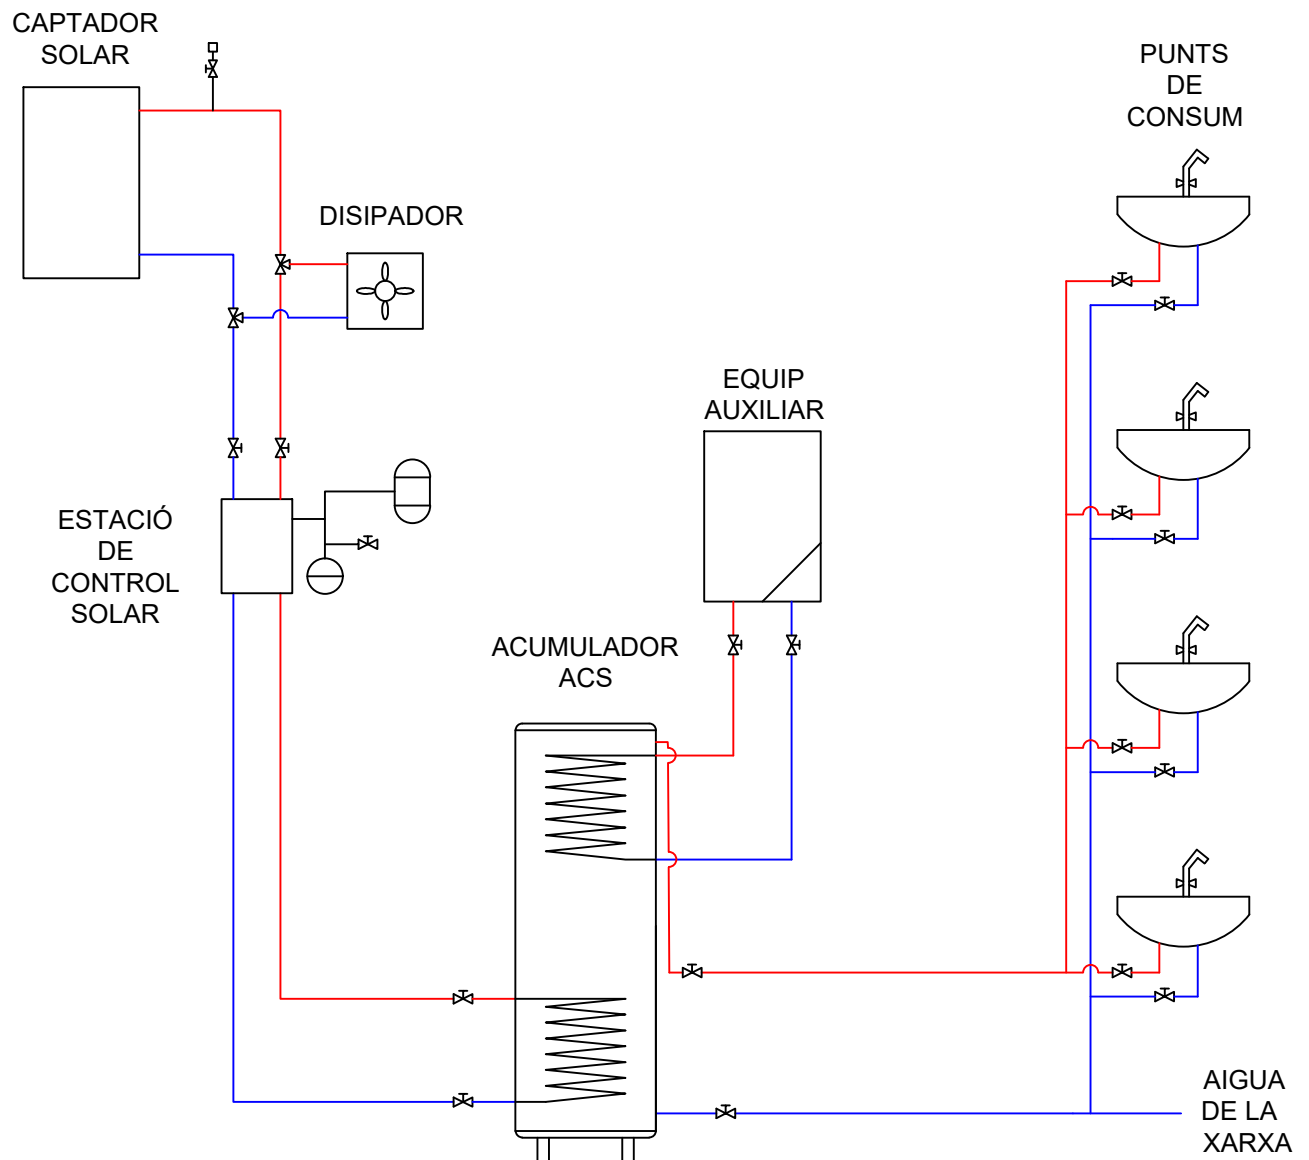 CAPTADOR
SOLAR
PUNTS
DE
CONSUM
DISIPADOR
EQUIP
AUXILIAR
ESTACIÓ
DE
CONTROL
SOLAR
ACUMULADOR
ACS
AIGUA
DE LA
XARXA